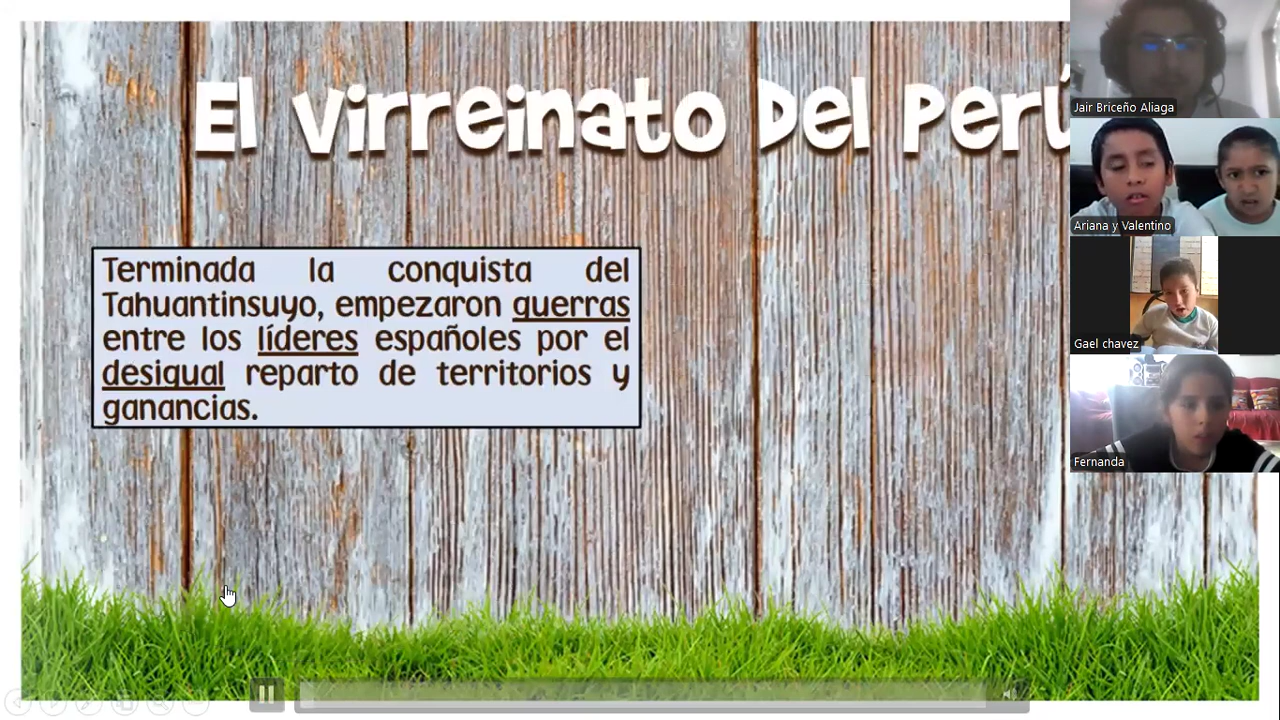 El Virreinato Del Perú
Terminada la conquista del
Tahuantinsuyo, empezaron guerras
entre los líderes españoles por el
desigual reparto de territorios y
ganancias.
Jair Briceño Aliaga
Ariana y Valentino
Gael chavez
Fernanda